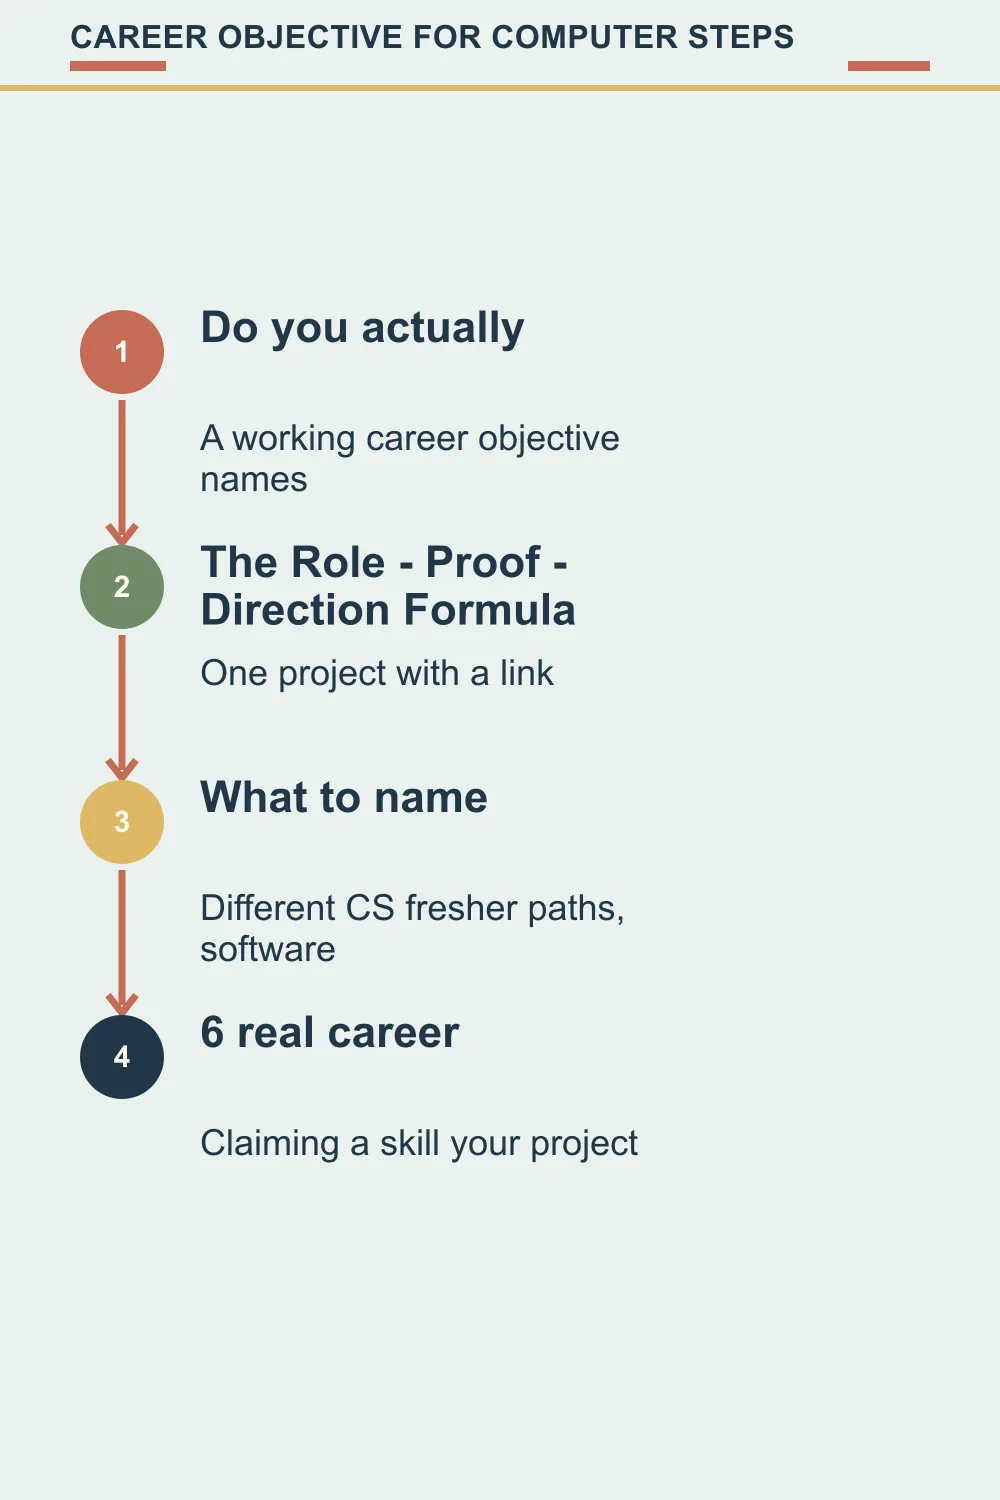 CAREER OBJECTIVE FOR COMPUTER STEPS
1
Do you actually
A working career objective
names
2
The Role - Proof -
Direction Formula
One project with a link
3
What to name
Different CS fresher paths,
software
4
6 real career
Claiming a skill your project